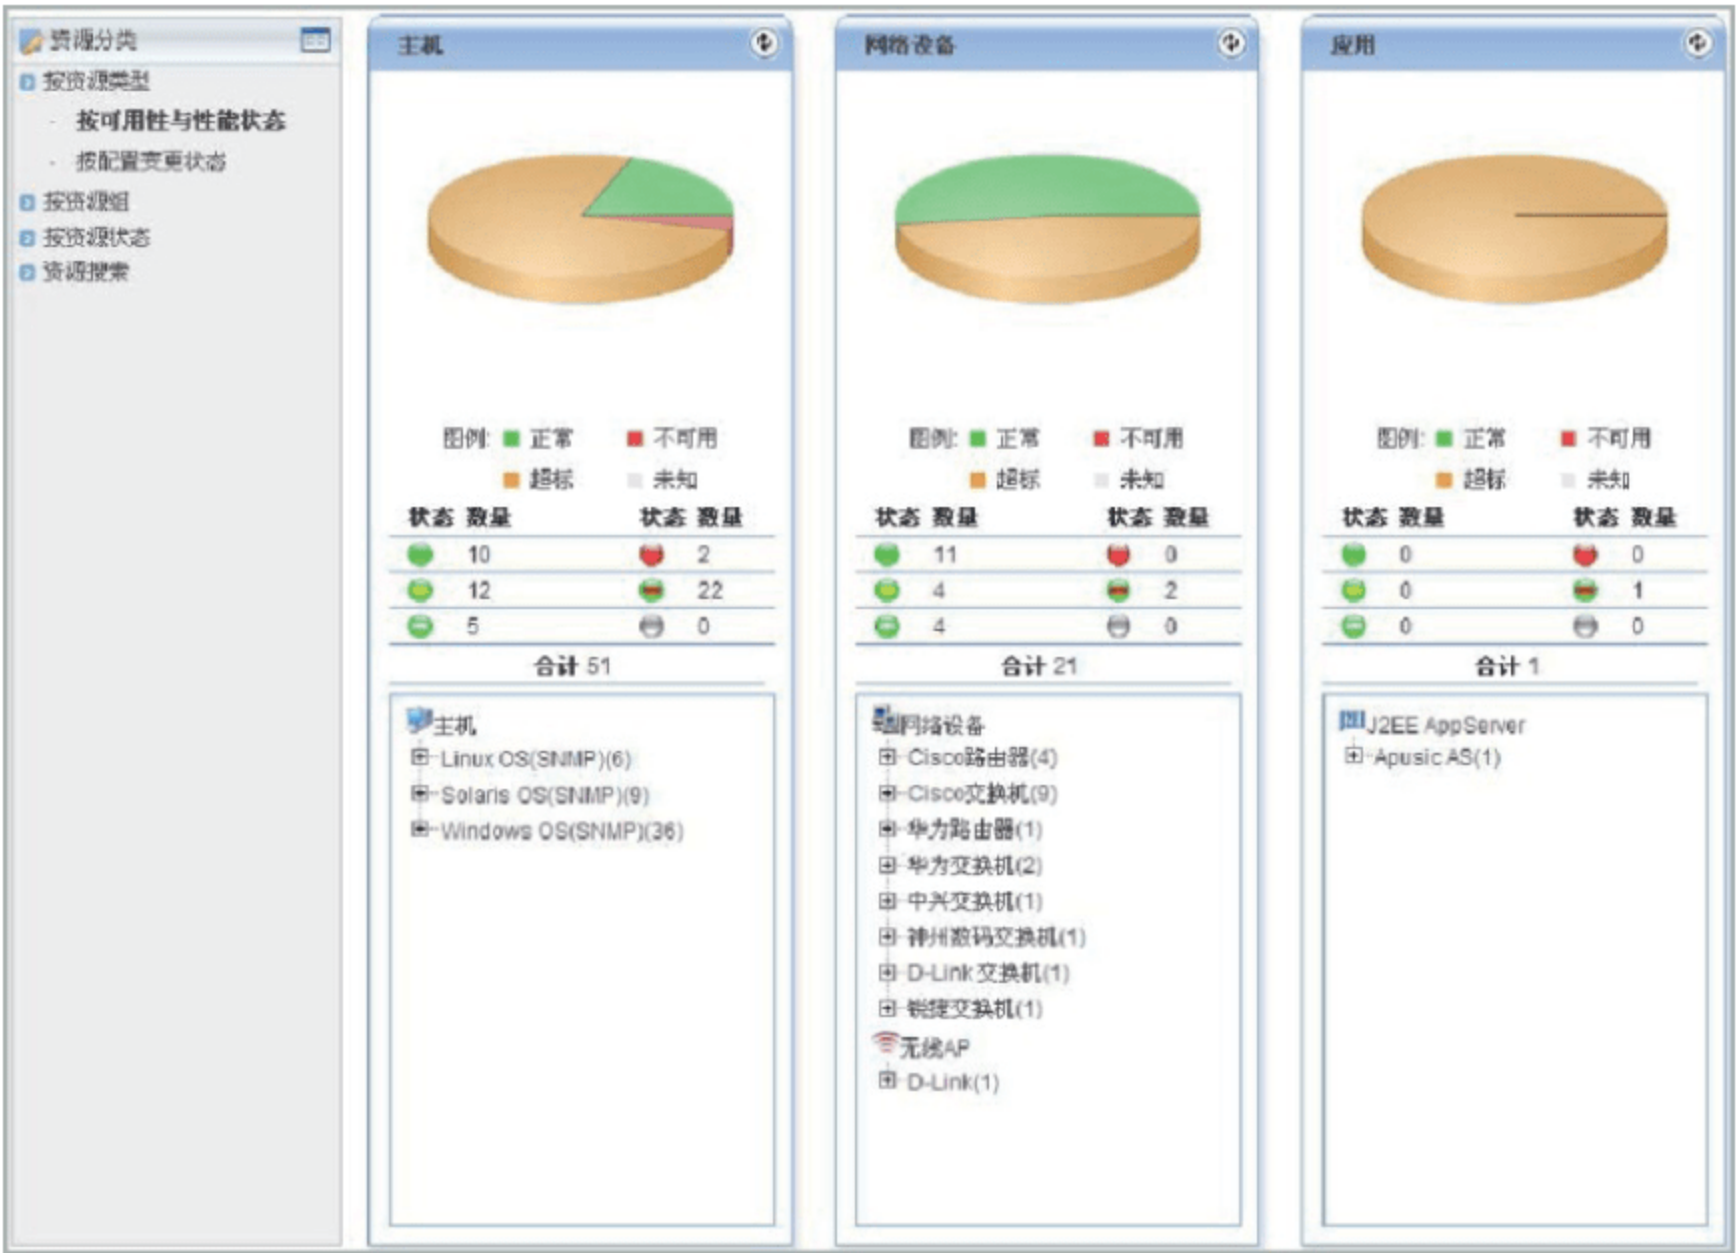 资源分类
按资源类型
按可用性与性能状态
按配置变更状态
按资源组
按资源状态
资源搜索
主机
图例: 正常 不可用
超标 未知
状态 数量 状态 数量
10 2
12 22
5 0
合计 51
主机
Linux OS(SNMP)(6)
Solaris OS(SNMP)(9)
Windows OS(SNMP)(36)
网络设备
图例: 正常 不可用
超标 未知
状态 数量 状态 数量
11 0
4 2
4 0
合计 21
网络设备
Cisco路由器(4)
Cisco交换机(9)
华为路由器(1)
华为交换机(2)
中兴交换机(1)
神州数码交换机(1)
D-Link 交换机(1)
锐捷交换机(1)
无线AP
D-Link(1)
应用
图例: 正常 不可用
超标 未知
状态 数量 状态 数量
0 0
0 1
0 0
合计 1
J2EE AppServer
Apusic AS(1)